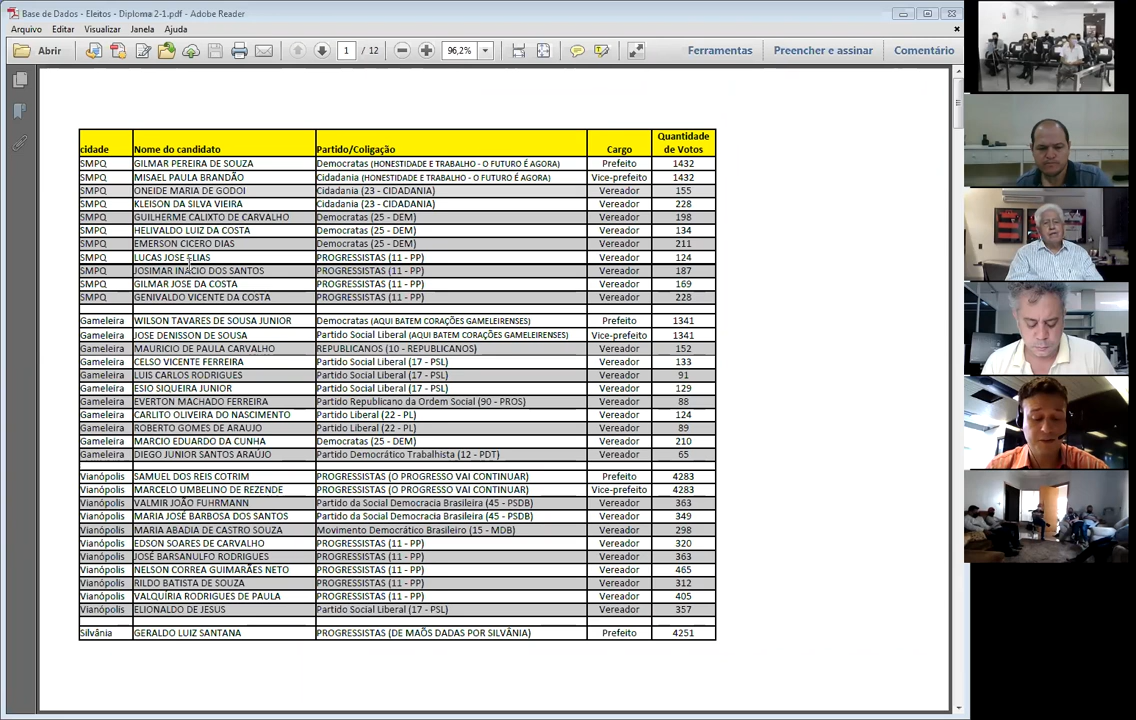 Base de Dados - Eleitos - Diploma 2-1.pdf - Adobe Reader
Arquivo Editar Visualizar Janela Ajuda
Abrir 1 / 12 96,2% Ferramentas Preencher e assinar Comentário
cidade Nome do candidato Partido/Coligação Cargo Quantidade de Votos
SMPQ GILMAR PEREIRA DE SOUZA Democratas (HONESTIDADE E TRABALHO - O FUTURO É AGORA) Prefeito 1432
SMPQ MISAEL PAULA BRANDÃO Cidadania (HONESTIDADE E TRABALHO - O FUTURO É AGORA) Vice-prefeito 1432
SMPQ ONEIDE MARIA DE GODOI Cidadania (23 - CIDADANIA) Vereador 155
SMPQ KLEISON DA SILVA VIEIRA Cidadania (23 - CIDADANIA) Vereador 228
SMPQ GUILHERME CALIXTO DE CARVALHO Democratas (25 - DEM) Vereador 198
SMPQ HELIVALDO LUIZ DA COSTA Democratas (25 - DEM) Vereador 134
SMPQ EMERSON CICERO DIAS Democratas (25 - DEM) Vereador 211
SMPQ LUCAS JOSE ELIAS PROGRESSISTAS (11 - PP) Vereador 124
SMPQ JOSIMAR INÁCIO DOS SANTOS PROGRESSISTAS (11 - PP) Vereador 187
SMPQ GILMAR JOSE DA COSTA PROGRESSISTAS (11 - PP) Vereador 169
SMPQ GENIVALDO VICENTE DA COSTA PROGRESSISTAS (11 - PP) Vereador 228
Gameleira WILSON TAVARES DE SOUSA JUNIOR Democratas (AQUI BATEM CORAÇÕES GAMELEIRENSES) Prefeito 1341
Gameleira JOSE DENISSON DE SOUSA Partido Social Liberal (AQUI BATEM CORAÇÕES GAMELEIRENSES) Vice-prefeito 1341
Gameleira MAURICIO DE PAULA CARVALHO REPUBLICANOS (10 - REPUBLICANOS) Vereador 152
Gameleira CELSO VICENTE FERREIRA Partido Social Liberal (17 - PSL) Vereador 133
Gameleira LUIS CARLOS RODRIGUES Partido Social Liberal (17 - PSL) Vereador 91
Gameleira ESIO SIQUEIRA JUNIOR Partido Social Liberal (17 - PSL) Vereador 129
Gameleira EVERTON MACHADO FERREIRA Partido Republicano da Ordem Social (90 - PROS) Vereador 88
Gameleira CARLITO OLIVEIRA DO NASCIMENTO Partido Liberal (22 - PL) Vereador 124
Gameleira ROBERTO GOMES DE ARAUJO Partido Liberal (22 - PL) Vereador 89
Gameleira MARCIO EDUARDO DA CUNHA Democratas (25 - DEM) Vereador 210
Gameleira DIEGO JUNIOR SANTOS ARAÚJO Partido Democrático Trabalhista (12 - PDT) Vereador 65
Vianópolis SAMUEL DOS REIS COTRIM PROGRESSISTAS (O PROGRESSO VAI CONTINUAR) Prefeito 4283
Vianópolis MARCELO UMBELINO DE REZENDE PROGRESSISTAS (O PROGRESSO VAI CONTINUAR) Vice-prefeito 4283
Vianópolis VALMIR JOÃO FUHRMANN Partido da Social Democracia Brasileira (45 - PSDB) Vereador 363
Vianópolis MARIA JOSÉ BARBOSA DOS SANTOS Partido da Social Democracia Brasileira (45 - PSDB) Vereador 349
Vianópolis MARIA ABADIA DE CASTRO SOUZA Movimento Democrático Brasileiro (15 - MDB) Vereador 298
Vianópolis EDSON SOARES DE CARVALHO PROGRESSISTAS (11 - PP) Vereador 320
Vianópolis JOSÉ BARSANULFO RODRIGUES PROGRESSISTAS (11 - PP) Vereador 363
Vianópolis NELSON CORREA GUIMARÃES NETO PROGRESSISTAS (11 - PP) Vereador 465
Vianópolis RILDO BATISTA DE SOUZA PROGRESSISTAS (11 - PP) Vereador 312
Vianópolis VALQUÍRIA RODRIGUES DE PAULA PROGRESSISTAS (11 - PP) Vereador 405
Vianópolis ELIONALDO DE JESUS Partido Social Liberal (17 - PSL) Vereador 357
Silvânia GERALDO LUIZ SANTANA PROGRESSISTAS (DE MAÕS DADAS POR SILVÂNIA) Prefeito 4251